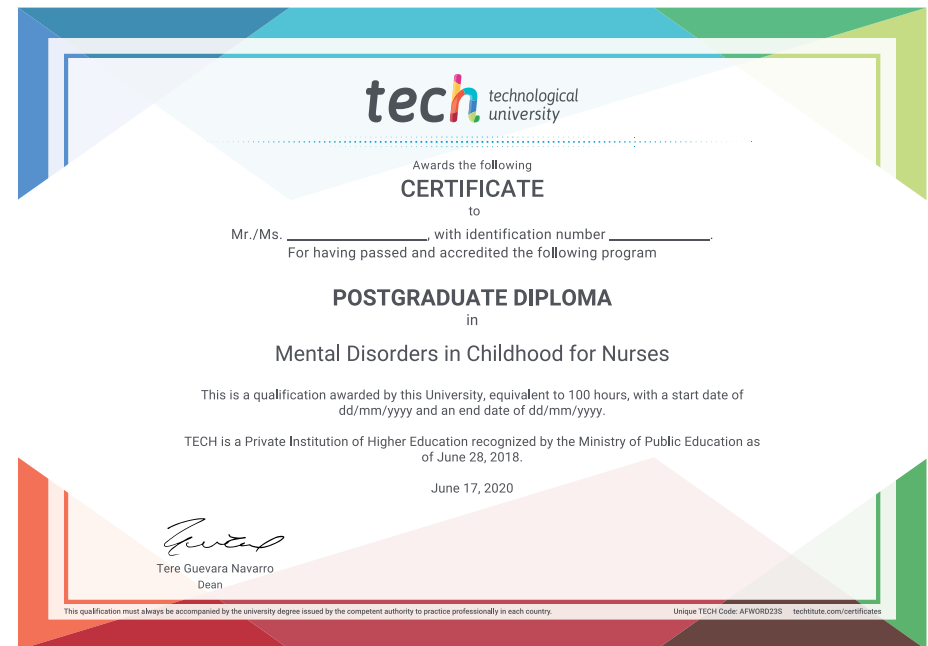 tech technological
university
Awards the following
CERTIFICATE
to
Mr./Ms. ____________, with identification number ____________.
For having passed and accredited the following program
POSTGRADUATE DIPLOMA
in
Mental Disorders in Childhood for Nurses
This is a qualification awarded by this University, equivalent to 100 hours, with a start date of
dd/mm/yyyy and an end date of dd/mm/yyyy.
TECH is a Private Institution of Higher Education recognized by the Ministry of Public Education as
of June 28, 2018.
June 17, 2020
Tere Guevara Navarro
Dean
This qualification must always be accompanied by the university degree issued by the competent authority to practice professionally in each country.
Unique TECH Code: AFWORD23S techtitute.com/certificates